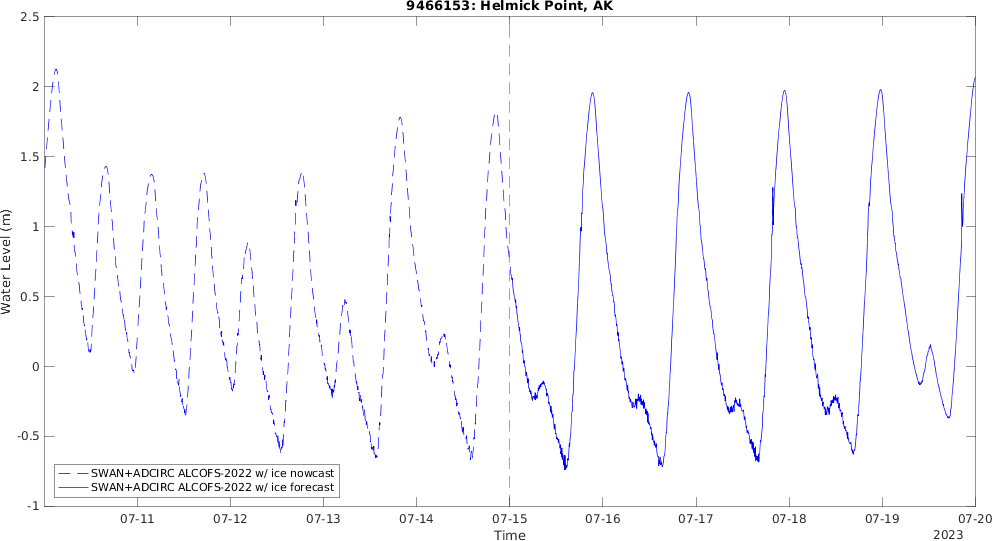 9466153: Helmick Point, AK
Water Level (m)
2.5
2
1.5
1
0.5
0
-0.5
-1
SWAN+ADCIRC ALCOFS-2022 w/ ice nowcast
SWAN+ADCIRC ALCOFS-2022 w/ ice forecast
07-11 07-12 07-13 07-14 07-15 07-16 07-17 07-18 07-19 07-20
Time
2023